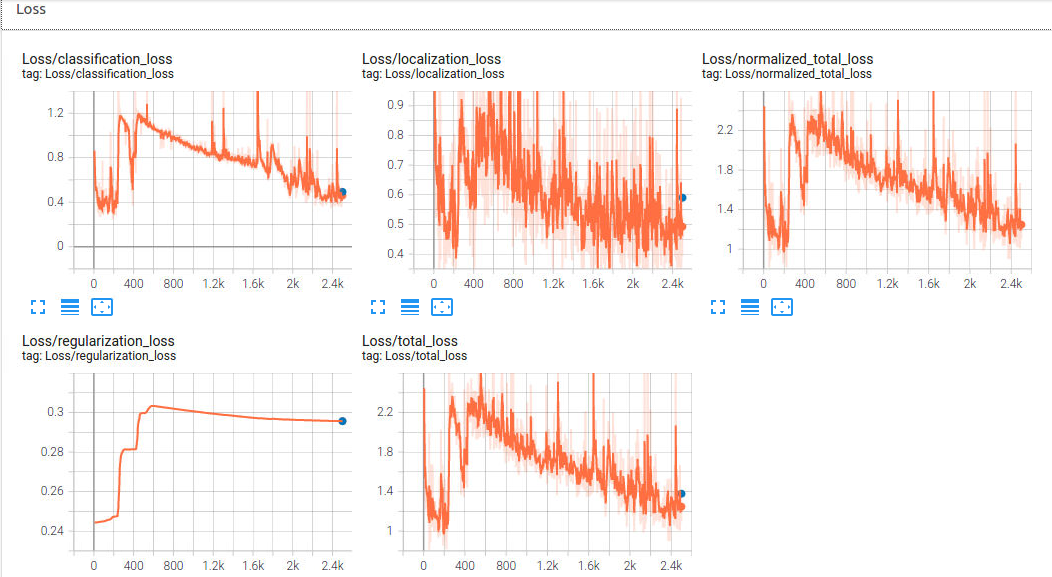 Loss
Loss/classification_loss
tag: Loss/classification_loss
1.2
0.8
0.4
0
0 400 800 1.2k 1.6k 2k 2.4k
Loss/localization_loss
tag: Loss/localization_loss
0.9
0.8
0.7
0.6
0.5
0.4
0 400 800 1.2k 1.6k 2k 2.4k
Loss/normalized_total_loss
tag: Loss/normalized_total_loss
2.2
1.8
1.4
1
0 400 800 1.2k 1.6k 2k 2.4k
Loss/regularization_loss
tag: Loss/regularization_loss
0.3
0.28
0.26
0.24
0 400 800 1.2k 1.6k 2k 2.4k
Loss/total_loss
tag: Loss/total_loss
2.2
1.8
1.4
1
0 400 800 1.2k 1.6k 2k 2.4k